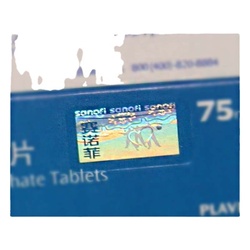 800(400)-820-8884
sanofi sanofi sanofi
赛诺菲
75
片
hate Tablets
PLAV